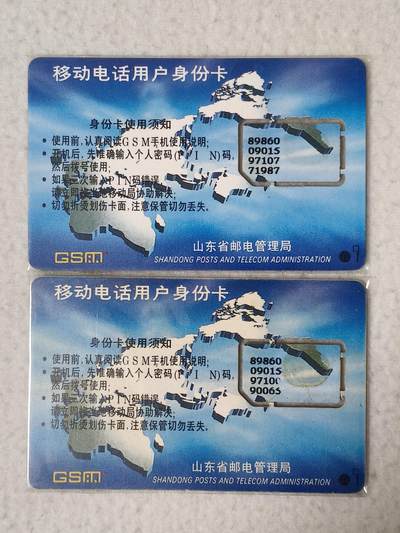 移动电话用户身份卡
身份卡使用须知
• 使用前,认真阅读GSM手机使用说明;
• 开机后,先准确输入个人密码(PIN)码,
然后拨号使用;
• 如果三次输入PIN码错误,
请立即按当地移动局协助解决;
• 切勿折烫划伤卡面,注意保管切勿丢失。
89860
09015
97107
71987
山东省邮电管理局
GSM
SHANDONG POSTS AND TELECOM ADMINISTRATION
7
移动电话用户身份卡
身份卡使用须知
• 使用前,认真阅读GSM手机使用说明;
• 开机后,先准确输入个人密码(PIN)码,
然后拨号使用;
• 如果三次输入PIN码错误,
请立即按当地移动局协助解决;
• 切勿折烫划伤卡面,注意保管切勿丢失。
89860
09015
9710
90065
山东省邮电管理局
GSM
SHANDONG POSTS AND TELECOM ADMINISTRATION
7